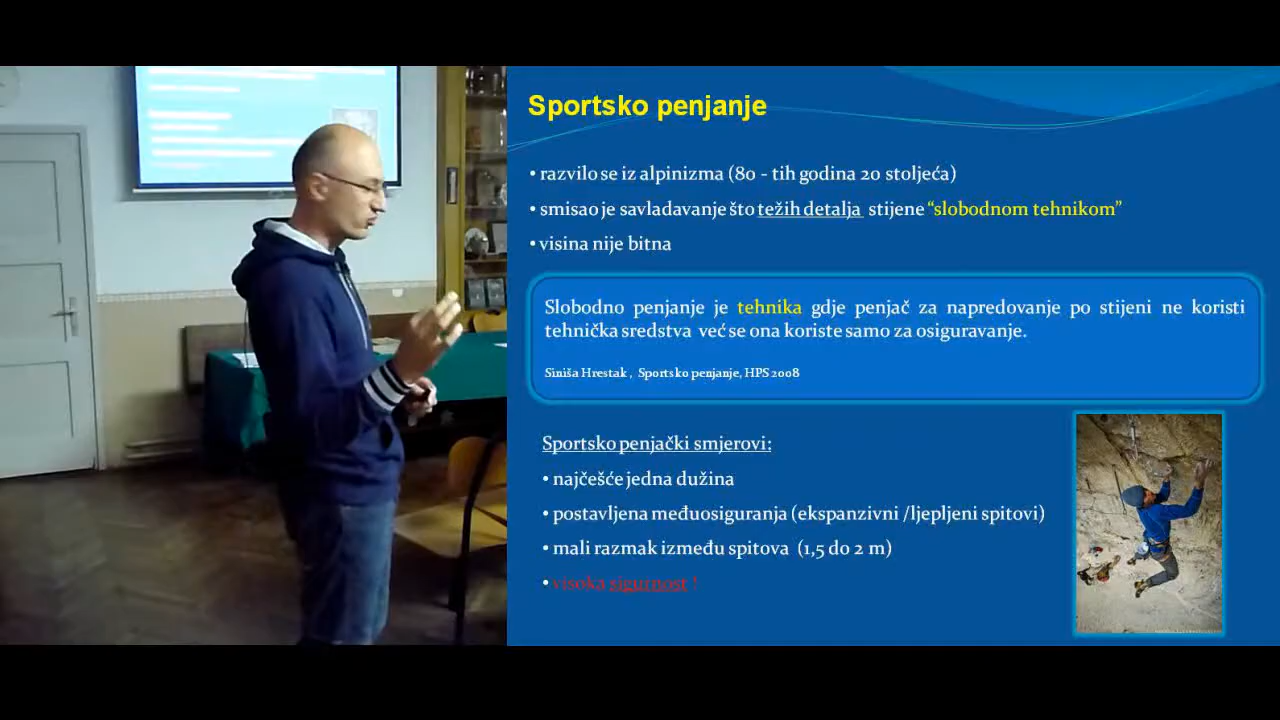 Sportsko penjanje
• razvilo se iz alpinizma (80 - tih godina 20 stoljeća)
• smisao je savladavanje što težih detalja stijene “slobodnom tehnikom”
• visina nije bitna
Slobodno penjanje je tehnika gdje penjač za napredovanje po stijeni ne koristi
tehnička sredstva već se ona koriste samo za osiguravanje.
Siniša Hrestak , Sportsko penjanje, HPS 2008
Sportsko penjački smjerovi:
• najčešće jedna dužina
• postavljena međuosiguranja (ekspanzivni /ljepljeni spitovi)
• mali razmak između spitova (1,5 do 2 m)
• visoka sigurnost !